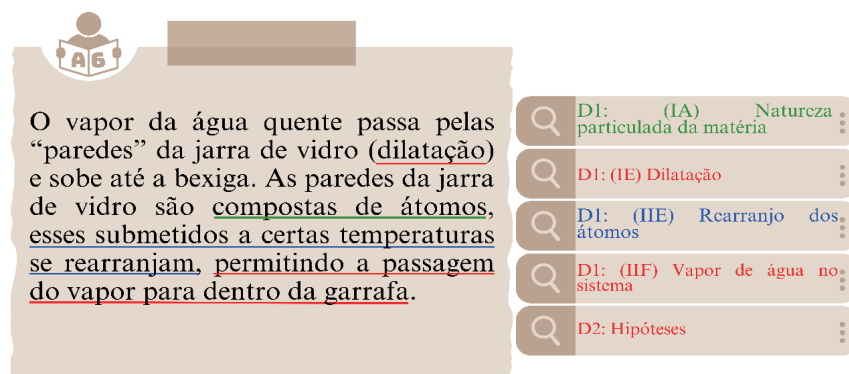 A6
O vapor da água quente passa pelas
“paredes” da jarra de vidro (dilatação)
e sobe até a bexiga. As paredes da jarra
de vidro são compostas de átomos,
esses submetidos a certas temperaturas
se rearranjam, permitindo a passagem
do vapor para dentro da garrafa.
D1: (IA) Natureza
particulada da matéria
D1: (IE) Dilatação
D1: (IIE) Rearranjo dos
átomos
D1: (IIF) Vapor de água no
sistema
D2: Hipóteses